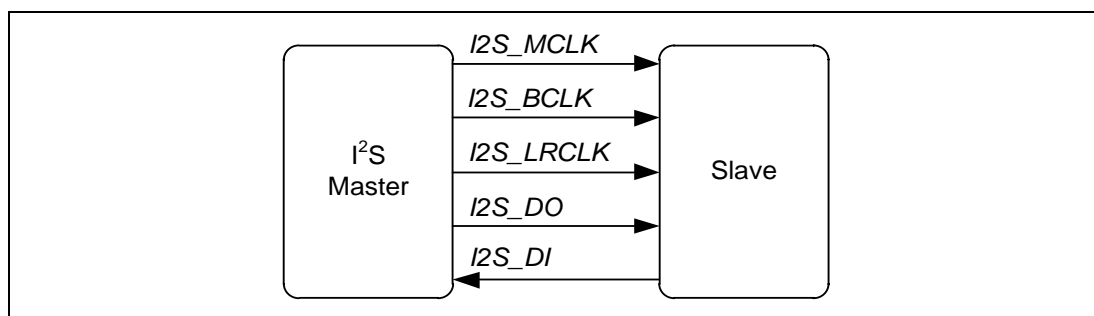 I2S_MCLK
I2S_BCLK
I²S
Master
I2S_LRCLK
Slave
I2S_DO
I2S_DI